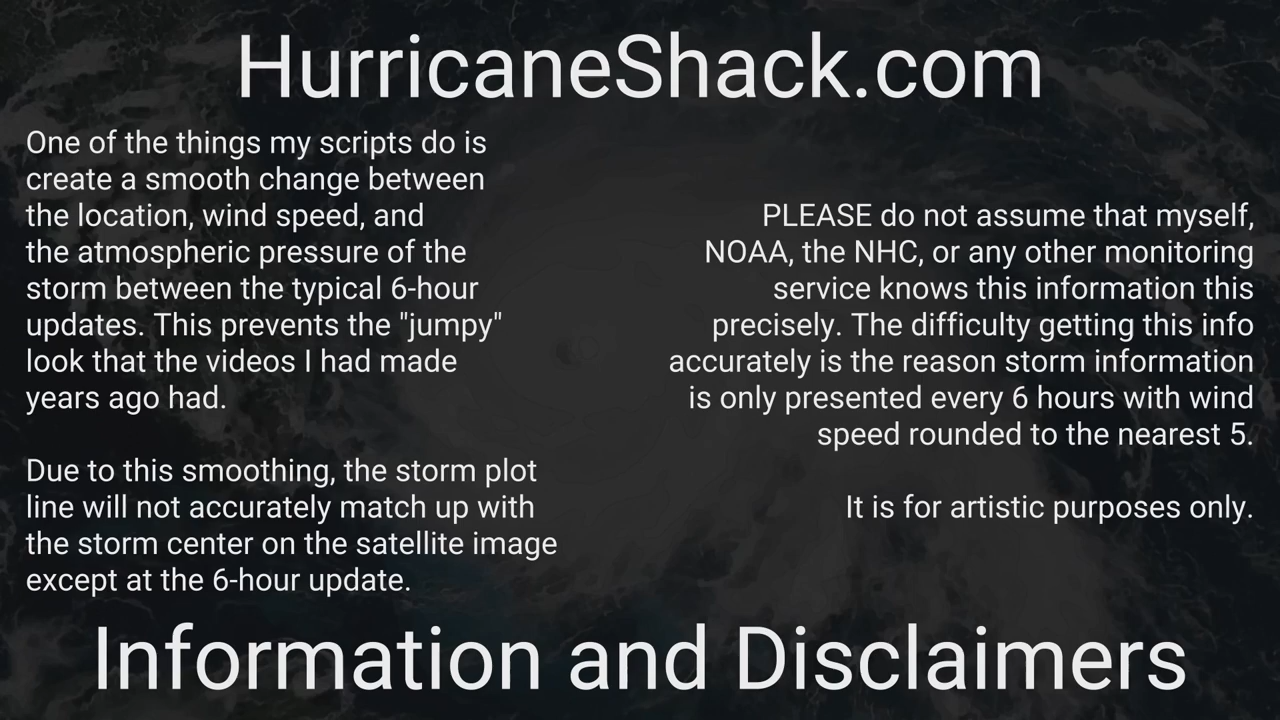 HurricaneShack.com
One of the things my scripts do is
create a smooth change between
the location, wind speed, and
the atmospheric pressure of the
storm between the typical 6-hour
updates. This prevents the "jumpy"
look that the videos I had made
years ago had.
Due to this smoothing, the storm plot
line will not accurately match up with
the storm center on the satellite image
except at the 6-hour update.
PLEASE do not assume that myself,
NOAA, the NHC, or any other monitoring
service knows this information this
precisely. The difficulty getting this info
accurately is the reason storm information
is only presented every 6 hours with wind
speed rounded to the nearest 5.
It is for artistic purposes only.
Information and Disclaimers